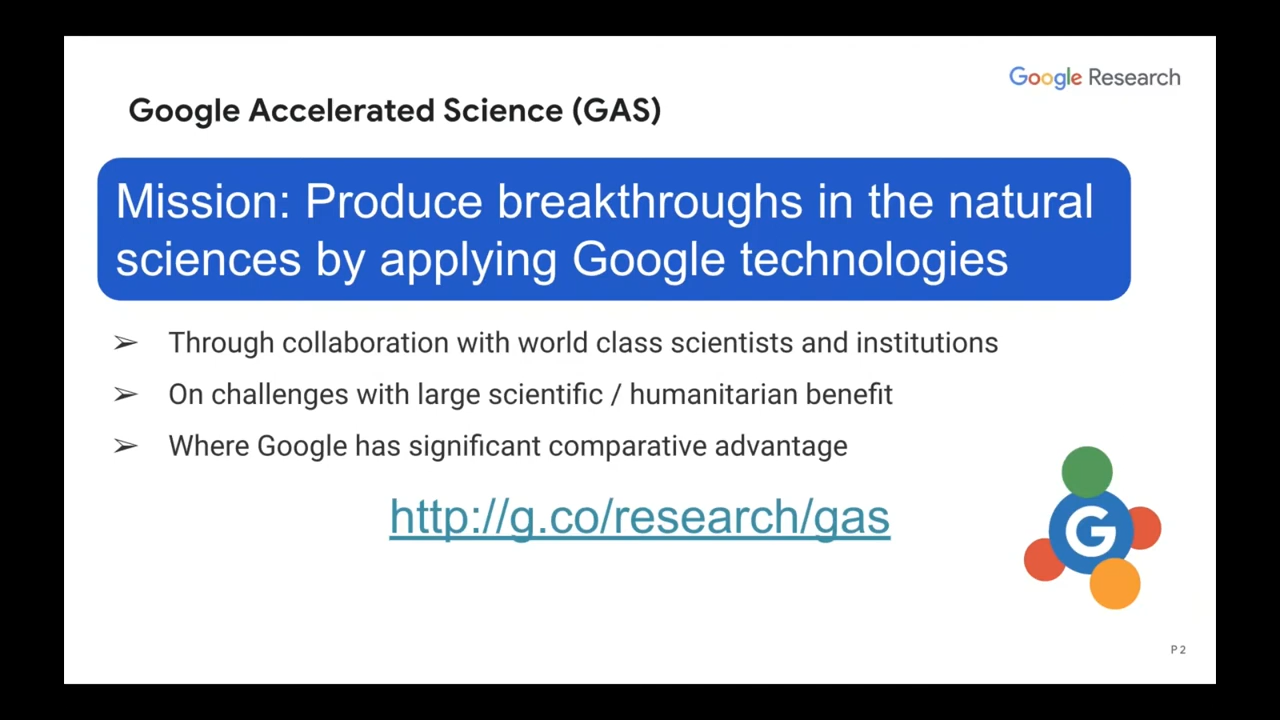 Google Research
Google Accelerated Science (GAS)
Mission: Produce breakthroughs in the natural
sciences by applying Google technologies
➢ Through collaboration with world class scientists and institutions
➢ On challenges with large scientific / humanitarian benefit
➢ Where Google has significant comparative advantage
http://g.co/research/gas
G
P 2